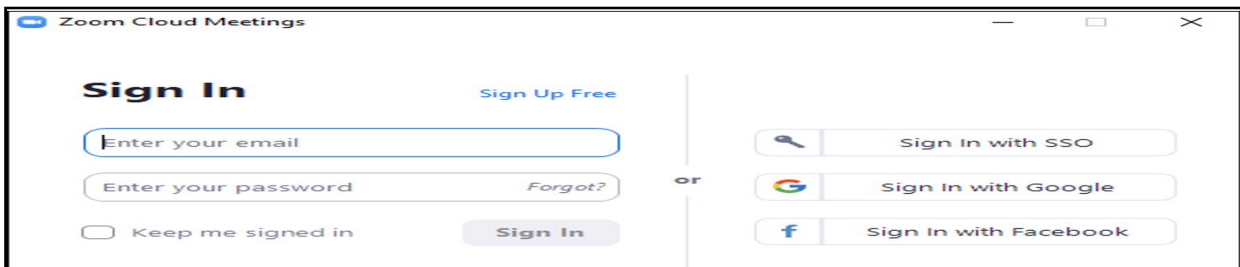 Zoom Cloud Meetings
Sign In
Sign Up Free
Enter your email
Enter your password
Forgot?
Keep me signed in
Sign In
or
Sign In with SSO
Sign In with Google
Sign In with Facebook